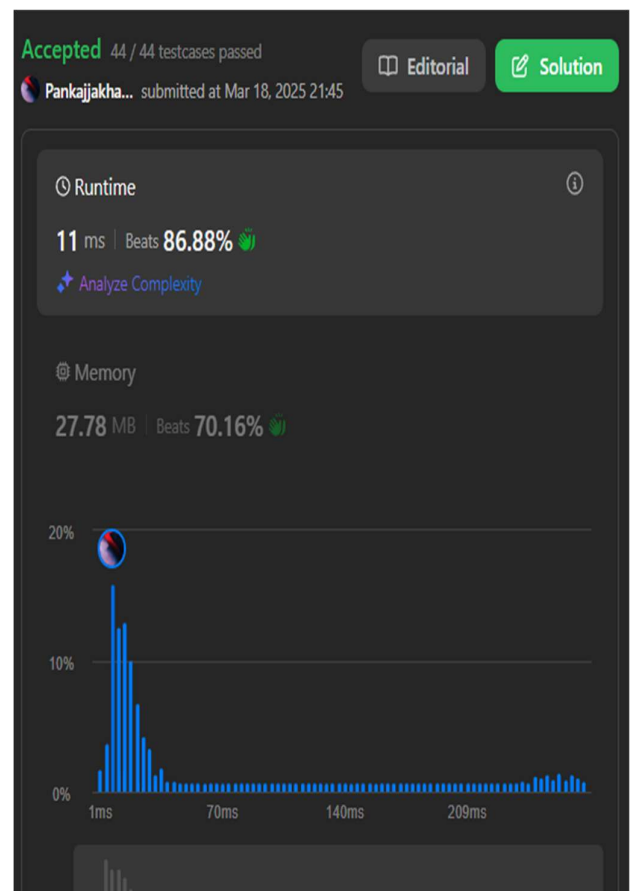 Accepted 44 / 44 testcases passed
Editorial
Solution
Pankajjakha... submitted at Mar 18, 2025 21:45
Runtime
11 ms | Beats 86.88%
Analyze Complexity
Memory
27.78 MB | Beats 70.16%
20%
10%
0%
1ms 70ms 140ms 209ms